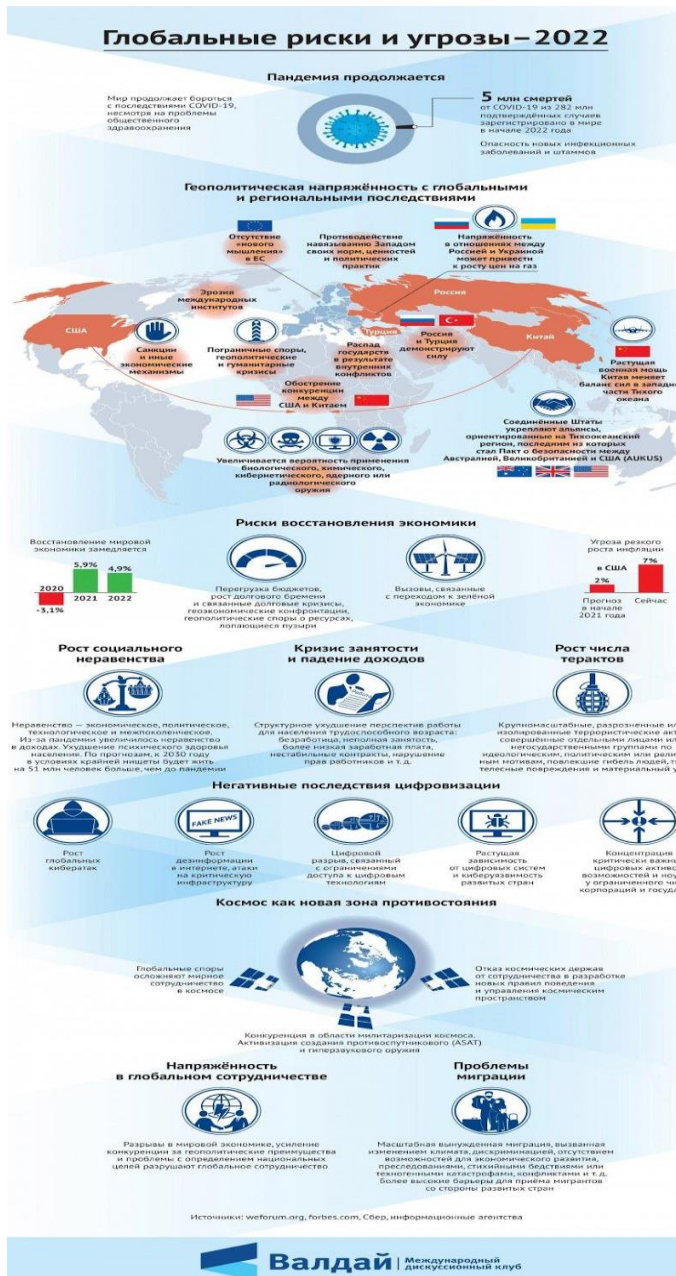 Глобальные риски и угрозы–2022
Пандемия продолжается
Мир продолжает бороться
с последствиями COVID-19,
несмотря на проблемы
общественного
здравоохранения
5 млн смертей
от COVID-19 из 282 млн
подтверждённых случаев
зарегистрировано в мире
в начале 2022 года
Опасность новых инфекционных
заболеваний и штаммов
Геополитическая напряжённость с глобальными
и региональными последствиями
Отсутствие
«нового
мышления»
в ЕС
Противодействие
навязыванию Западом
своих норм, ценностей
и политических
практик
Напряжённость
в отношениях между
Россией и Украиной
может привести
к росту цен на газ
Эрозия
международных
институтов
Россия
США
Турция
Китай
Санкции
и иные
экономические
механизмы
Пограничные споры,
геополитические
и гуманитарные
кризисы
Распад
государств
в результате
внутренних
конфликтов
Россия
и Турция
демонстрируют
силу
Растущая
военная мощь
Китая меняет
баланс сил в западно
части Тихого
океана
Обострение
конкуренции
между
США и Китаем
Соединённые Штаты
укрепляют альянсы,
ориентированные на Тихоокеанский
регион, последним из которых
стал Пакт о безопасности между
Австралией, Великобританией и США (AUKUS)
Увеличивается вероятность применения
биологического, химического,
кибернетического, ядерного или
радиологического
оружия
Риски восстановления экономики
Восстановление мировой
экономики замедляется
2020
-3,1%
5,9%
2021
4,9%
2022
Перегрузка бюджетов,
рост долгового бремени
и связанные долговые кризисы,
геоэкономические конфронтации,
геополитические споры о ресурсах,
лопающиеся пузыри
Вызовы, связанные
с переходом к зелёной
экономике
Угроза резкого
роста инфляции
в США
2%
7%
Прогноз
в начале
2021 года
Сейчас
Рост социального
неравенства
Неравенство — экономическое, политическое,
технологическое и межпоколенческое.
Из-за пандемии увеличилось неравенство
в доходах. Ухудшение психического здоровья
населения. По прогнозам, к 2030 году
в условиях крайней нищеты будет жить
на 51 млн человек больше, чем до пандемии
Кризис занятости
и падение доходов
Структурное ухудшение перспектив работы
для населения трудоспособного возраста:
безработица, неполная занятость,
более низкая заработная плата,
нестабильные контракты, нарушение
прав работников и т. д.
Рост числа
терактов
Крупномасштабные, разрозненные ил
изолированные террористические ак
совершённые отдельными лицами ил
негосударственными группами по
идеологическим, политическим или рели
ным мотивам, повлекшие гибель людей, т
телесные повреждения и материальный у
Негативные последствия цифровизации
FAKE NEWS
Рост
глобальных
кибератак
Рост
дезинформации
в интернете, атаки
на критическую
инфраструктуру
Цифровой
разрыв, связанный
с ограничениями
доступа к цифровым
технологиям
Растущая
зависимость
от цифровых систем
и киберуязвимость
развитых стран
Концентрация
критически важны
цифровых активо
возможностей и ноу
у ограниченного чи
корпораций и госуда
Космос как новая зона противостояния
Глобальные споры
осложняют мирное
сотрудничество
в космосе
Отказ космических держав
от сотрудничества в разработке
новых правил поведения
и управления космическим
пространством
Конкуренция в области милитаризации космоса.
Активизация создания противоспутникового (ASAT)
и гиперзвукового оружия
Напряжённость
в глобальном сотрудничестве
Разрывы в мировой экономике, усиление
конкуренции за геополитические преимущества
и проблемы с определением национальных
целей разрушают глобальное сотрудничество
Проблемы
миграции
Масштабная вынужденная миграция, вызванная
изменением климата, дискриминацией, отсутствием
возможностей для экономического развития,
преследованиями, стихийными бедствиями или
техногенными катастрофами, конфликтами и т. д.
Более высокие барьеры для приёма мигрантов
со стороны развитых стран
Источники: weforum.org, forbes.com, Сбер, информационные агентства
Валдай | Международный
дискуссионный клуб